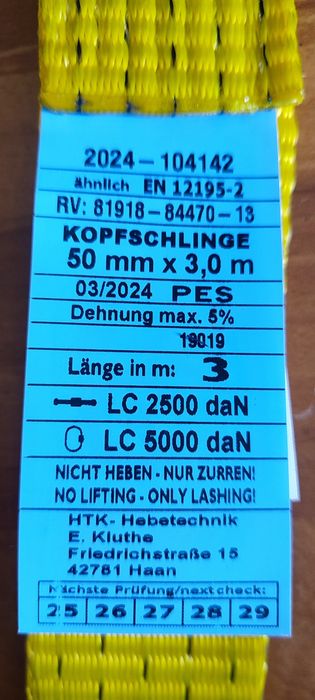 2024-104142
ähnlich EN 12195-2
RV: 81918-84470-13
KOPFSCHLINGE
50 mm x 3,0 m
03/2024 PES
Dehnung max. 5%
19019
Länge in m: 3
LC 2500 daN
LC 5000 daN
NICHT HEBEN - NUR ZURREN!
NO LIFTING - ONLY LASHING!
HTK- Hebetechnik
E. Kluthe
Friedrichstraße 15
42781 Haan
Nächste Prüfung/next check:
25 26 27 28 29